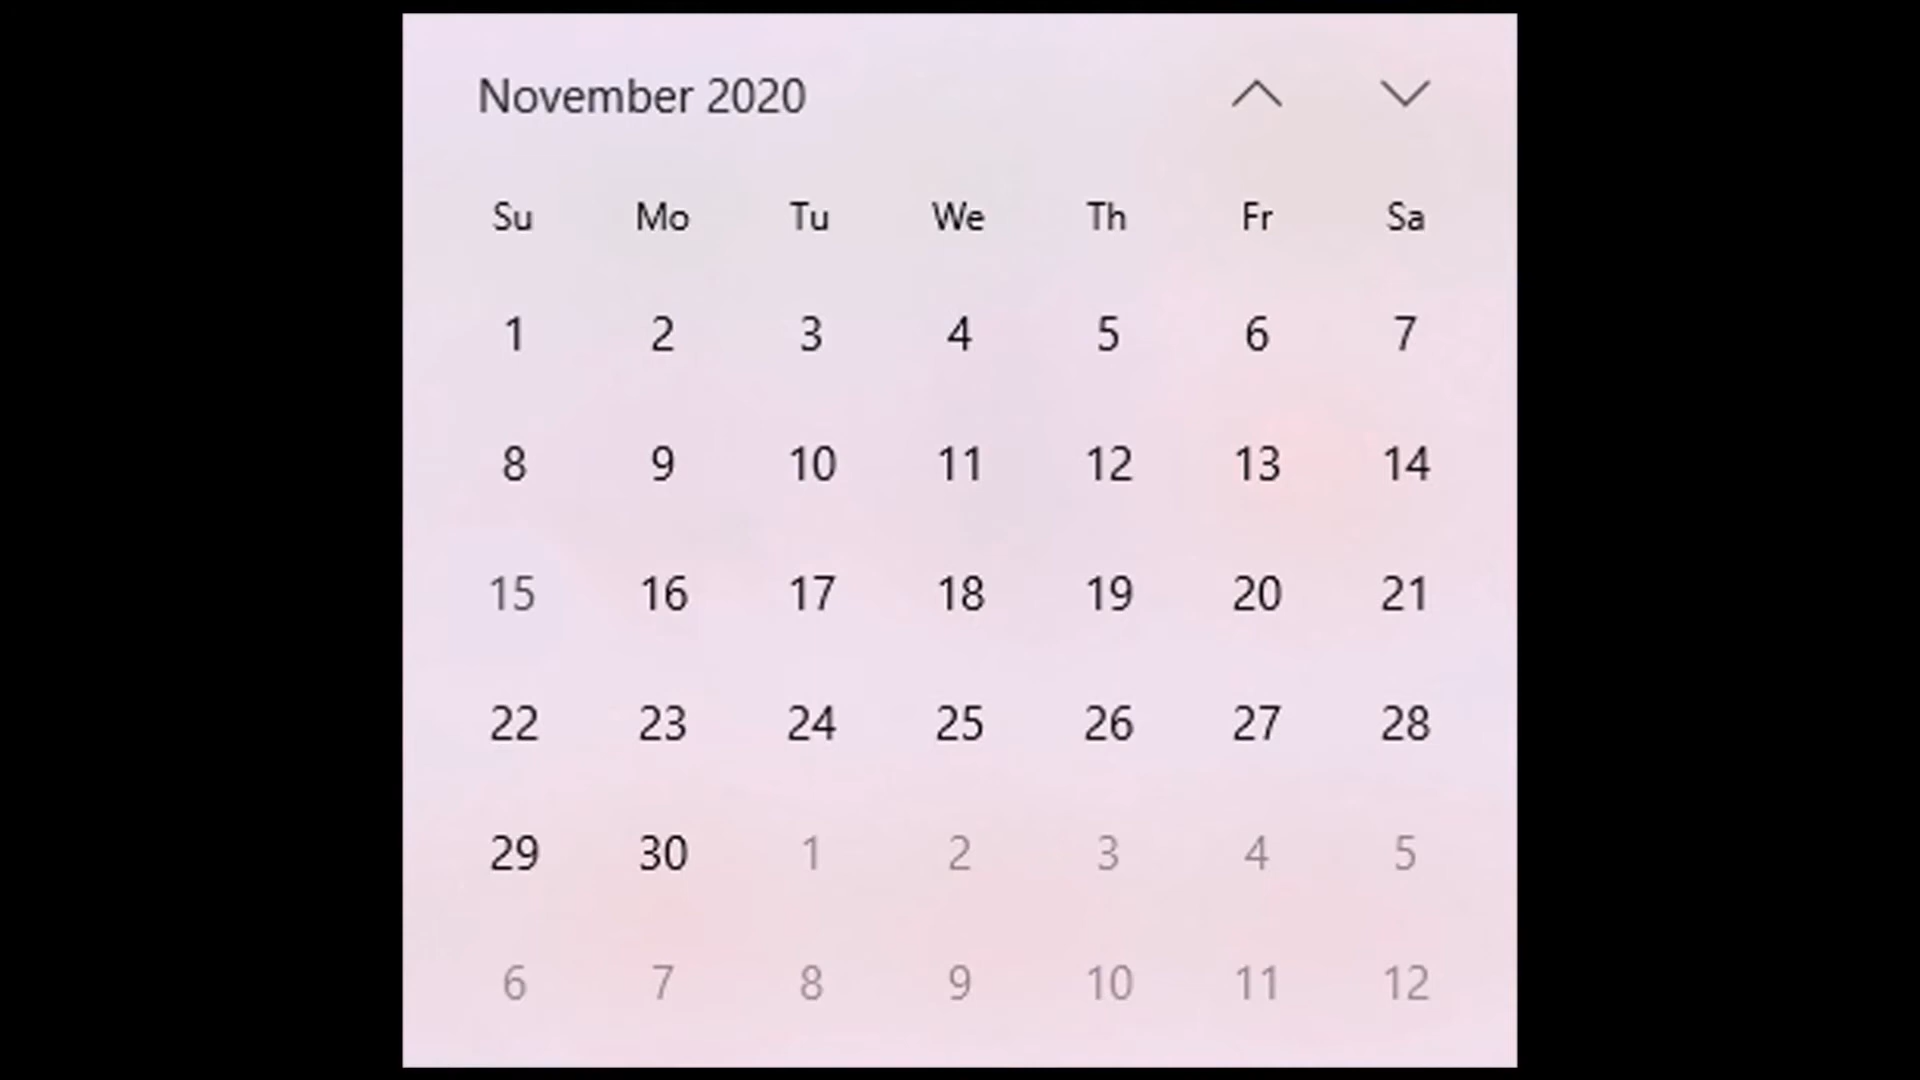 November 2020
Su Mo Tu We Th Fr Sa
1 2 3 4 5 6 7
8 9 10 11 12 13 14
15 16 17 18 19 20 21
22 23 24 25 26 27 28
29 30 1 2 3 4 5
6 7 8 9 10 11 12